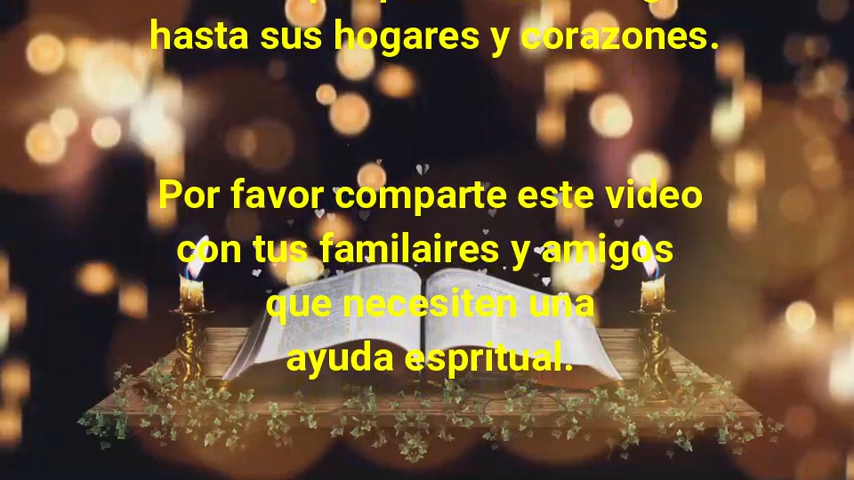 hasta sus hogares y corazones.
Por favor comparte este video
con tus familaires y amigos
que necesiten una
ayuda espritual.